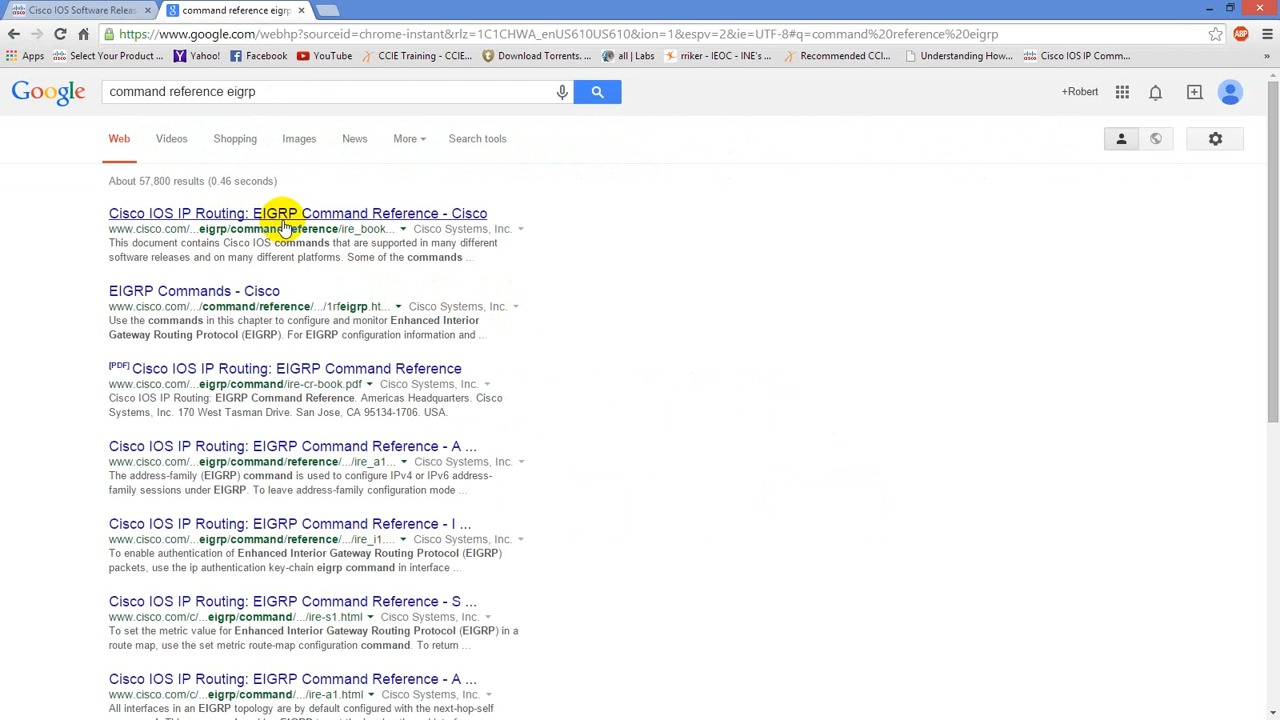 Cisco IOS Software Releas
command reference eigrp
https://www.google.com/webhp?sourceid=chrome-instant&rlz=1C1CHWA_enUS610US610&ion=1&espv=2&ie=UTF-8#q=command%20reference%20eigrp
ABP
Apps Select Your Product ... Yahoo! Facebook YouTube CCIE Training - CCIE... Download Torrents, ... all | Labs rriker - IEOC - INE's ... Recommended CCI... Understanding How... Cisco IOS IP Comm... »
Google command reference eigrp +Robert
Web Videos Shopping Images News More Search tools
About 57,800 results (0.46 seconds)
Cisco IOS IP Routing: EIGRP Command Reference - Cisco
www.cisco.com/...eigrp/command/reference/ire_book... Cisco Systems, Inc.
This document contains Cisco IOS commands that are supported in many different
software releases and on many different platforms. Some of the commands ...
EIGRP Commands - Cisco
www.cisco.com/.../command/reference/.../1rfeigrp.ht... Cisco Systems, Inc.
Use the commands in this chapter to configure and monitor Enhanced Interior
Gateway Routing Protocol (EIGRP). For EIGRP configuration information and ...
[PDF] Cisco IOS IP Routing: EIGRP Command Reference
www.cisco.com/...eigrp/command/ire-cr-book.pdf Cisco Systems, Inc.
Cisco IOS IP Routing: EIGRP Command Reference. Americas Headquarters. Cisco
Systems, Inc. 170 West Tasman Drive. San Jose, CA 95134-1706. USA.
Cisco IOS IP Routing: EIGRP Command Reference - A ...
www.cisco.com/...eigrp/command/reference/.../ire_a1... Cisco Systems, Inc.
The address-family (EIGRP) command is used to configure IPv4 or IPv6 address-
family sessions under EIGRP. To leave address-family configuration mode ...
Cisco IOS IP Routing: EIGRP Command Reference - I ...
www.cisco.com/...eigrp/command/reference/.../ire_i1.... Cisco Systems, Inc.
To enable authentication of Enhanced Interior Gateway Routing Protocol (EIGRP)
packets, use the ip authentication key-chain eigrp command in interface ...
Cisco IOS IP Routing: EIGRP Command Reference - S ...
www.cisco.com/c/...eigrp/command/.../ire-s1.html Cisco Systems, Inc.
To set the metric value for Enhanced Interior Gateway Routing Protocol (EIGRP) in a
route map, use the set metric route-map configuration command. To return ...
Cisco IOS IP Routing: EIGRP Command Reference - A ...
www.cisco.com/c/...eigrp/command/.../ire-a1.html Cisco Systems, Inc.
All interfaces in an EIGRP topology are by default configured with the next-hop-self